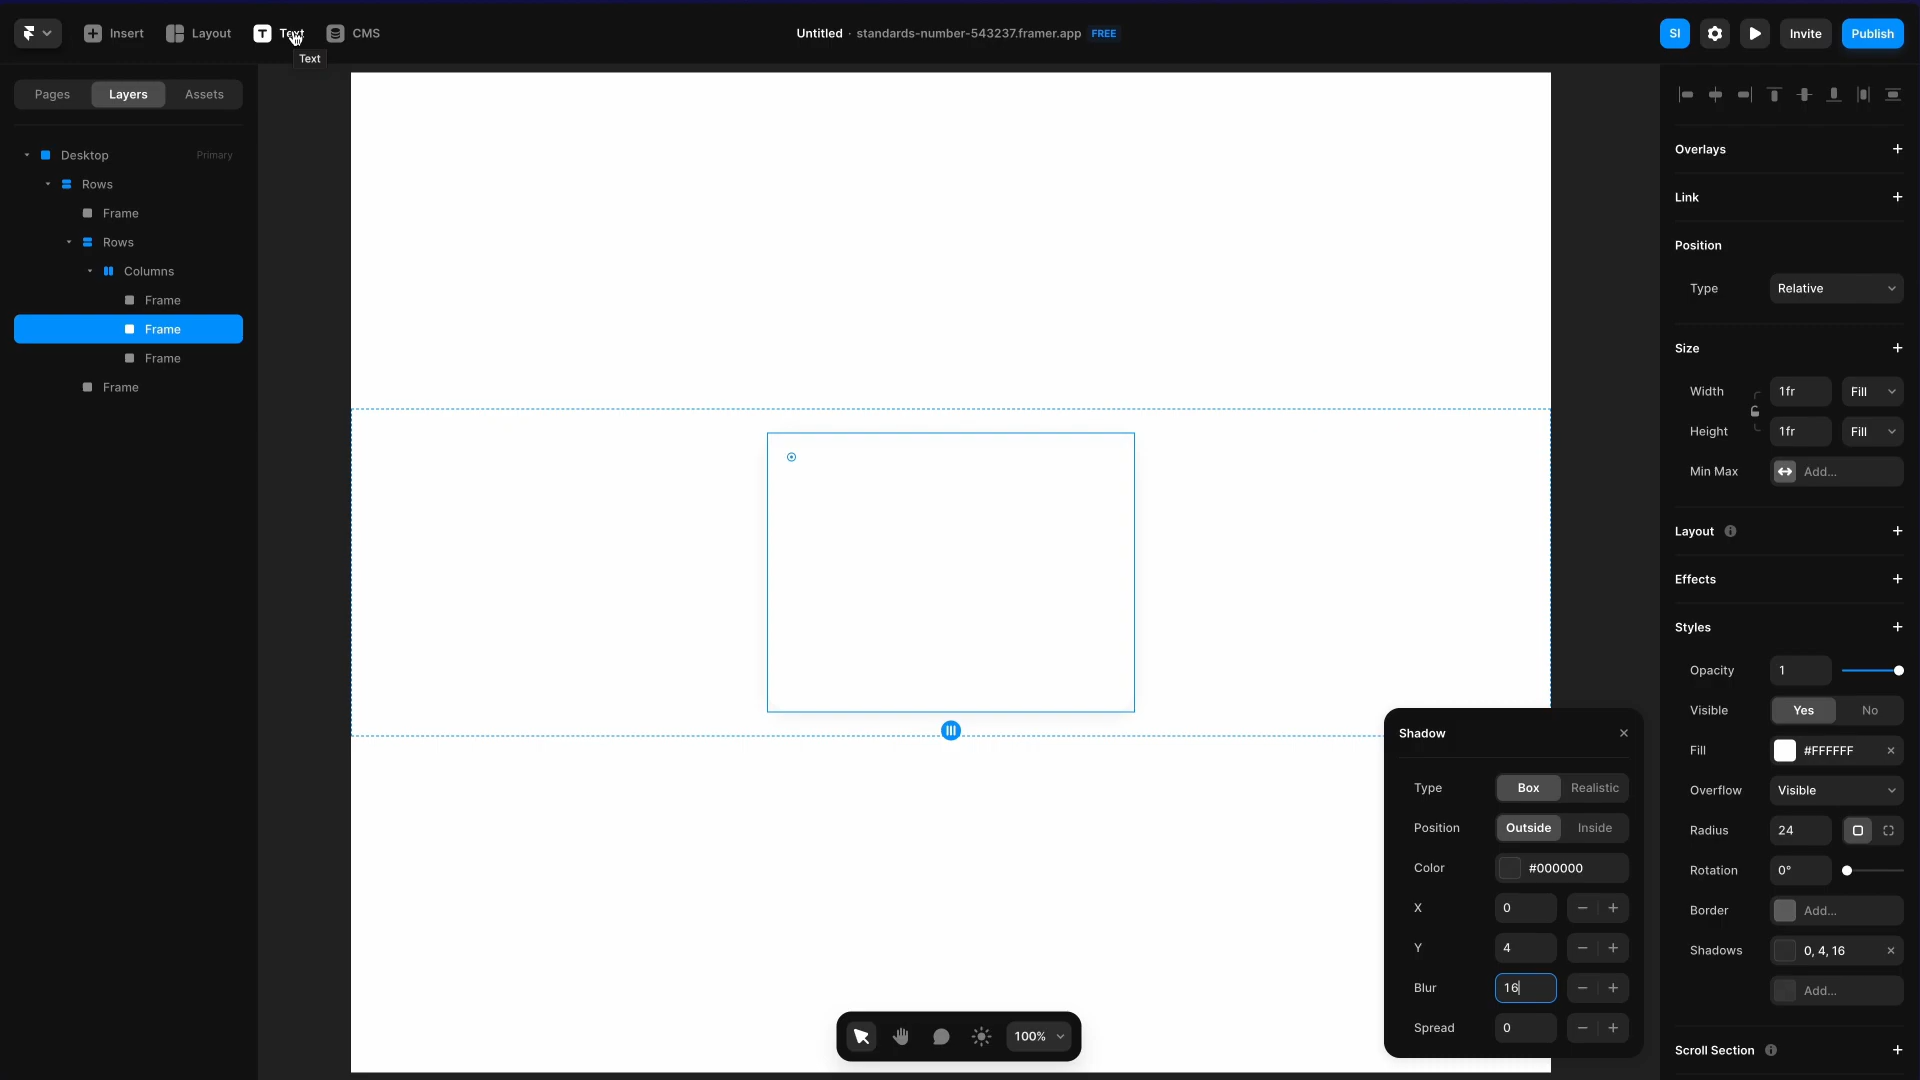 Insert
Layout
Text
CMS
Untitled · standards-number-543237.framer.app FREE
SI
Invite
Publish
Text
Pages
Layers
Assets
Desktop
Primary
Rows
Frame
Rows
Columns
Frame
Frame
Frame
Frame
Overlays
Link
Position
Type
Relative
Size
Width
1fr
Fill
Height
1fr
Fill
Min Max
Add...
Layout
Effects
Styles
Opacity
1
Visible
Yes
No
Fill
#FFFFFF
Overflow
Visible
Radius
24
Rotation
0°
Border
Add...
Shadows
0, 4, 16
Add...
Scroll Section
Shadow
Type
Box
Realistic
Position
Outside
Inside
Color
#000000
X
0
Y
4
Blur
16
Spread
0
100%